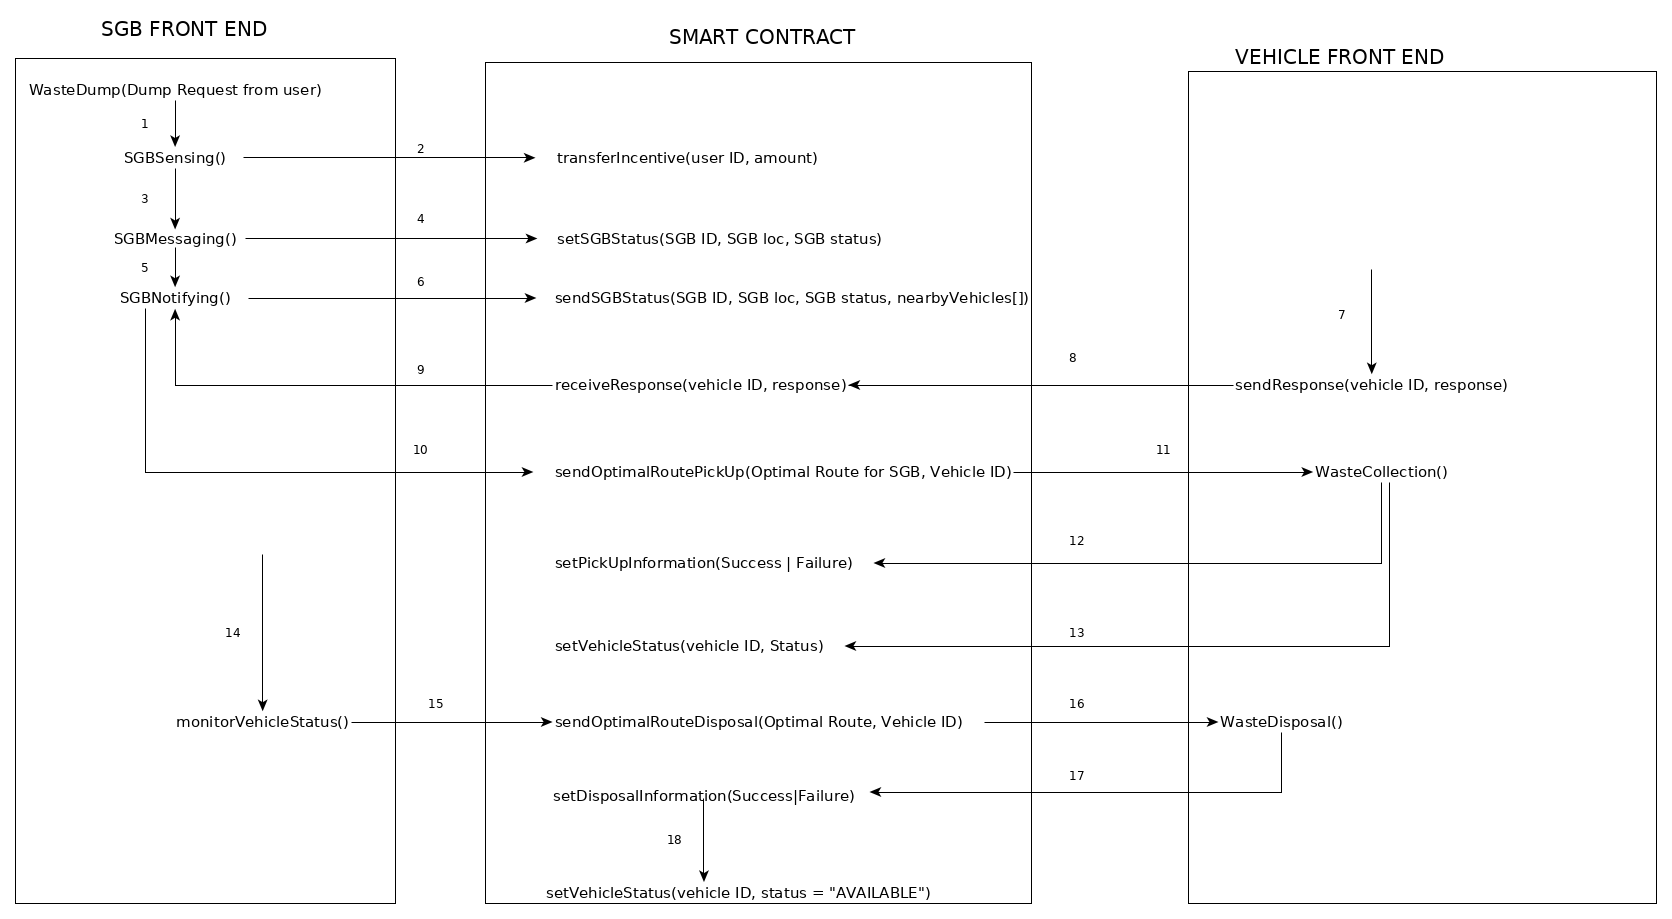 SGB FRONT END
SMART CONTRACT
VEHICLE FRONT END
WasteDump(Dump Request from user)
1
SGBSensing()
2
transferIncentive(user ID, amount)
3
SGBMessaging()
4
setSGBStatus(SGB ID, SGB loc, SGB status)
5
SGBNotifying()
6
sendSGBStatus(SGB ID, SGB loc, SGB status, nearbyVehicles[])
7
8
9
receiveResponse(vehicle ID, response)
sendResponse(vehicle ID, response)
10
sendOptimalRoutePickUp(Optimal Route for SGB, Vehicle ID)
11
WasteCollection()
12
setPickUpInformation(Success | Failure)
13
setVehicleStatus(vehicle ID, Status)
14
monitorVehicleStatus()
15
sendOptimalRouteDisposal(Optimal Route, Vehicle ID)
16
WasteDisposal()
17
setDisposalInformation(Success|Failure)
18
setVehicleStatus(vehicle ID, status = "AVAILABLE")